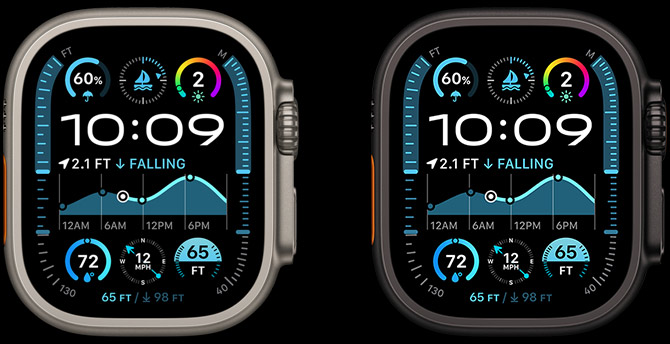 FT M
60% 2
10:09
2.1 FT ↓ FALLING
12AM 6AM 12PM 6PM
72 N W E S 12 MPH 65 FT
130 40
65 FT / ↓ 98 FT
FT M
60% 2
10:09
2.1 FT ↓ FALLING
12AM 6AM 12PM 6PM
72 N W E S 12 MPH 65 FT
130 40
65 FT / ↓ 98 FT